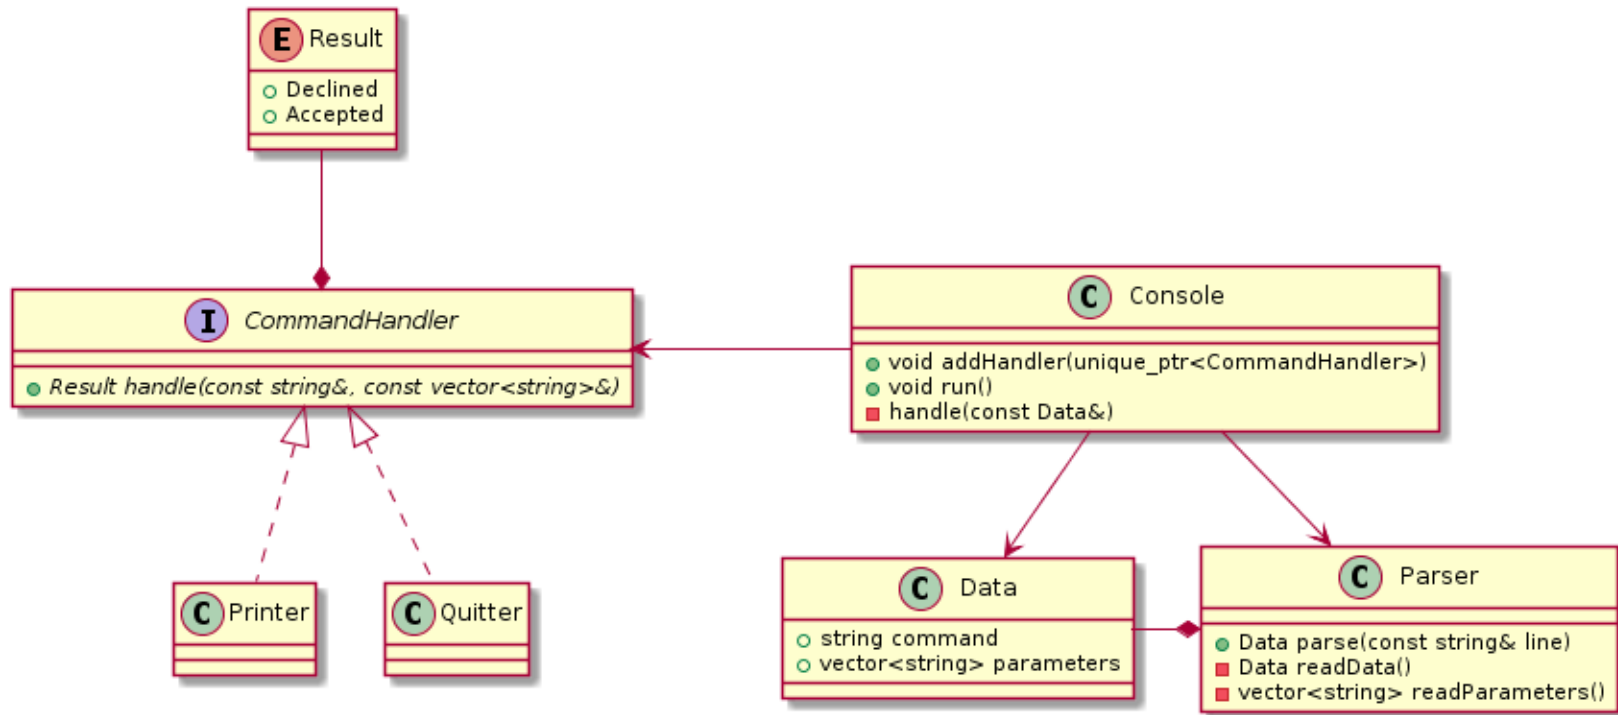 E Result
Declined
Accepted
I CommandHandler
Result handle(const string&, const vector<string>&)
C Console
void addHandler(unique_ptr<CommandHandler>)
void run()
handle(const Data&)
C Printer
C Quitter
C Data
string command
vector<string> parameters
C Parser
Data parse(const string& line)
Data readData()
vector<string> readParameters()